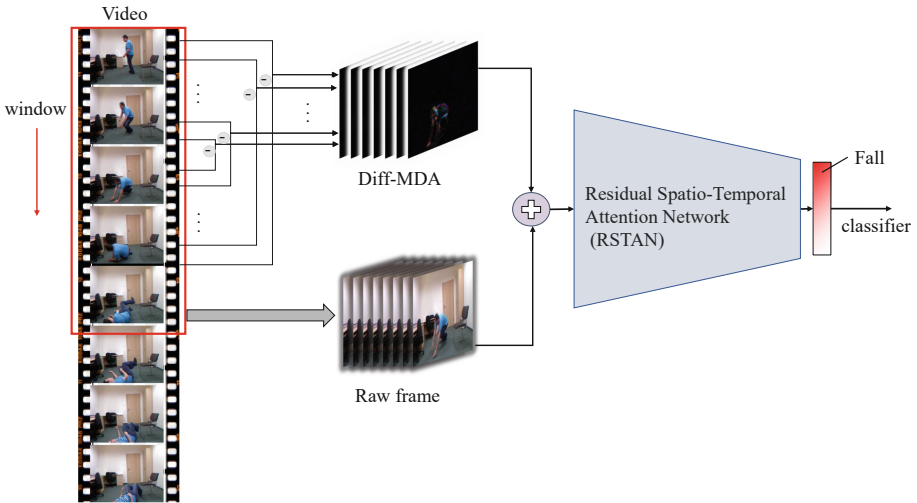 Video
window
Diff-MDA
Raw frame
Residual Spatio-Temporal
Attention Network
(RSTAN)
Fall
classifier